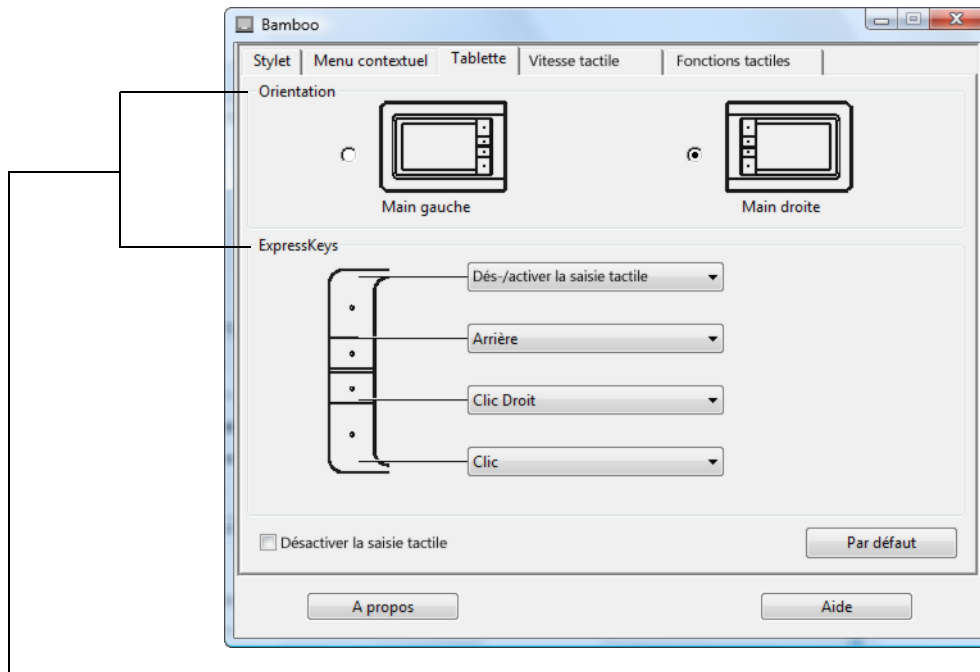 Bamboo
Stylet Menu contextuel Tablette Vitesse tactile Fonctions tactiles
Orientation
Main gauche Main droite
ExpressKeys
Dés-/activer la saisie tactile
Arrière
Clic Droit
Clic
Désactiver la saisie tactile Par défaut
A propos Aide